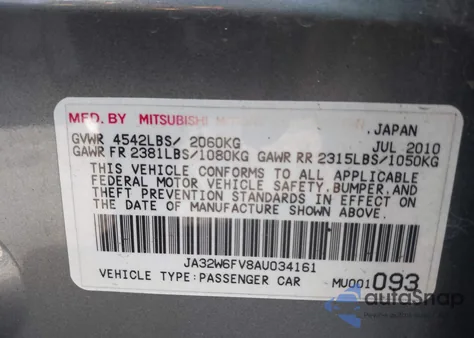 MFD. BY MITSUBISHI MOTORS
JAPAN
GVWR 4542LBS/ 2060KG JUL 2010
GAWR FR 2381LBS/1080KG GAWR RR 2315LBS/1050KG
THIS VEHICLE CONFORMS TO ALL APPLICABLE
FEDERAL MOTOR VEHICLE SAFETY, BUMPER, AND
THEFT PREVENTION STANDARDS IN EFFECT ON
THE DATE OF MANUFACTURE SHOWN ABOVE.
JA32W6FV8AU034161
VEHICLE TYPE:PASSENGER CAR MU001093
autoSnap